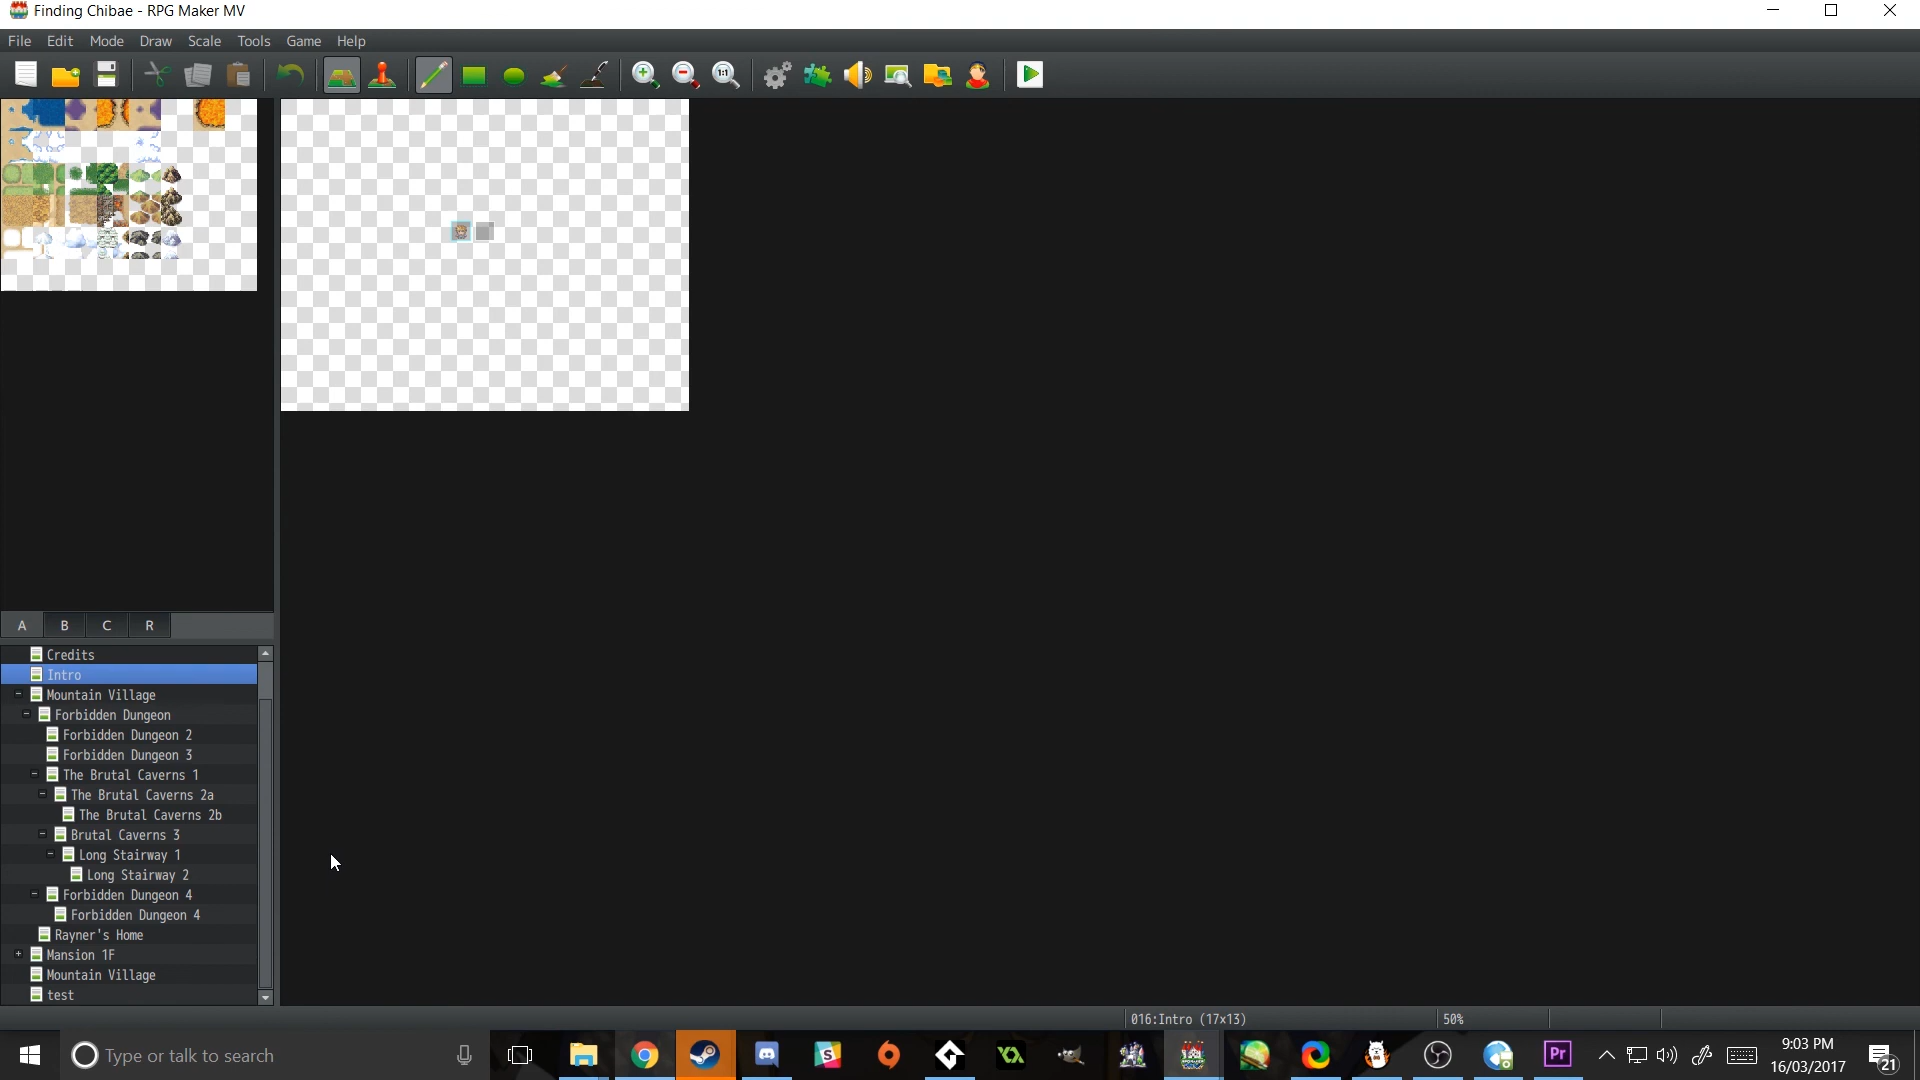 Finding Chibae - RPG Maker MV
File Edit Mode Draw Scale Tools Game Help
1:1
A B C R
Credits
Intro
Mountain Village
Forbidden Dungeon
Forbidden Dungeon 2
Forbidden Dungeon 3
The Brutal Caverns 1
The Brutal Caverns 2a
The Brutal Caverns 2b
Brutal Caverns 3
Long Stairway 1
Long Stairway 2
Forbidden Dungeon 4
Forbidden Dungeon 4
Rayner's Home
Mansion 1F
Mountain Village
test
016:Intro (17x13) 50%
Type or talk to search
Pr
9:03 PM
16/03/2017
21